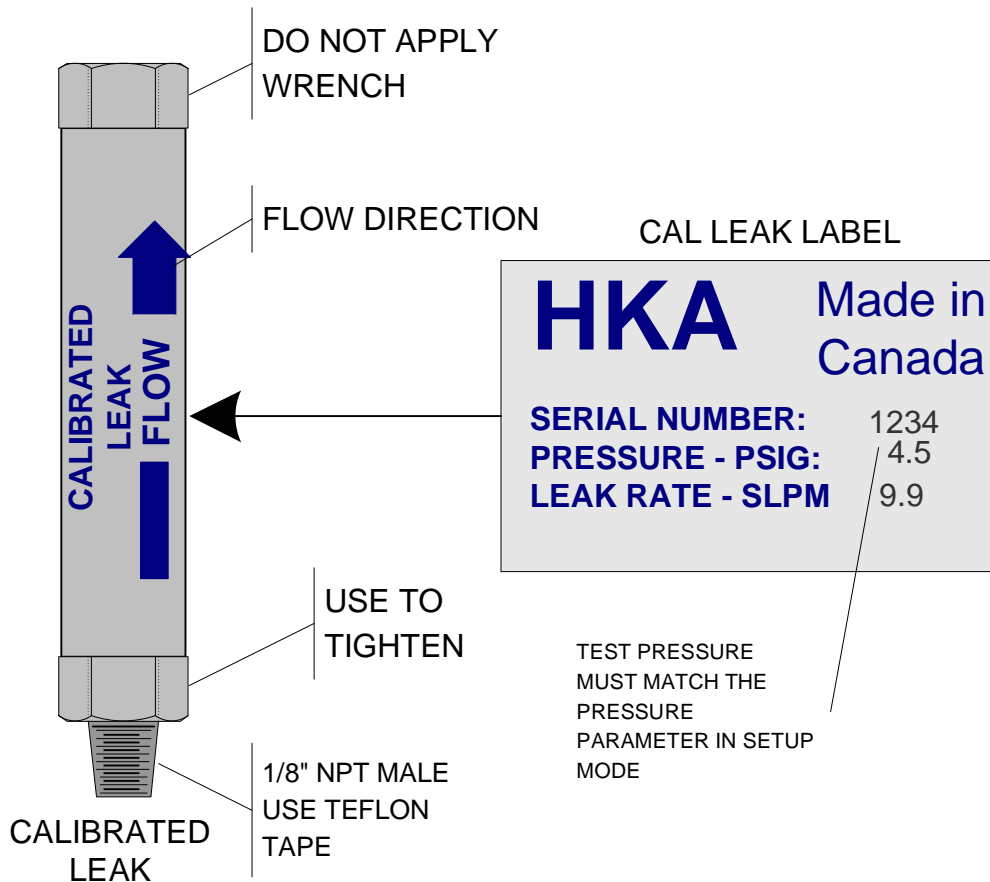 DO NOT APPLY
WRENCH
FLOW DIRECTION
CALIBRATED
LEAK
FLOW
CAL LEAK LABEL
HKA
Made in
Canada
SERIAL NUMBER: 1234
PRESSURE - PSIG: 4.5
LEAK RATE - SLPM 9.9
USE TO
TIGHTEN
TEST PRESSURE
MUST MATCH THE
PRESSURE
PARAMETER IN SETUP
MODE
1/8" NPT MALE
USE TEFLON
TAPE
CALIBRATED
LEAK